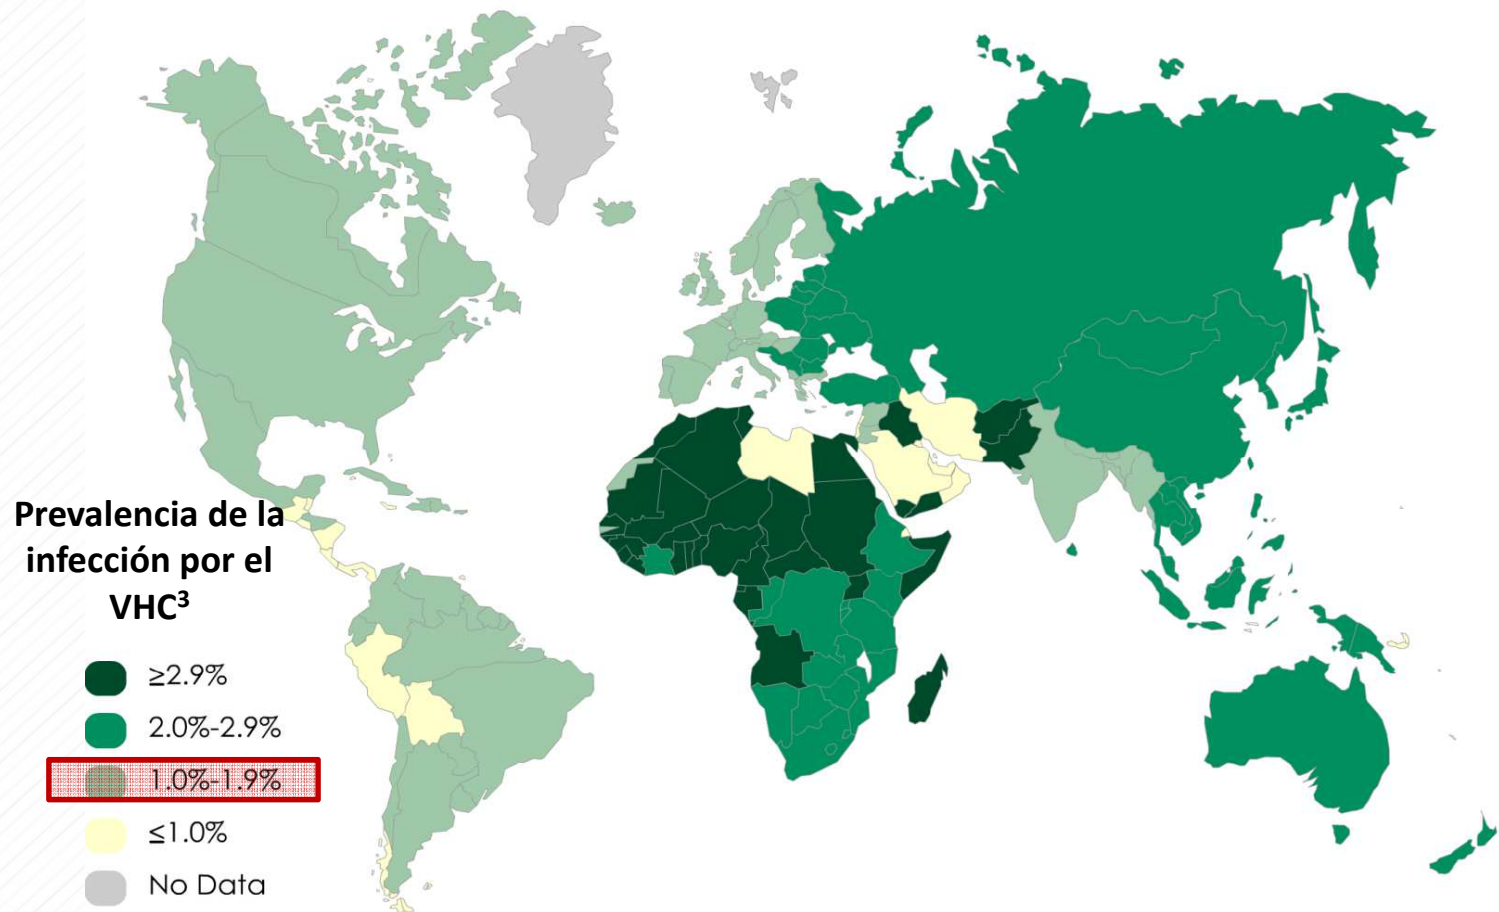 Prevalencia de la
infección por el
VHC³
≥2.9%
2.0%-2.9%
1.0%-1.9%
≤1.0%
No Data